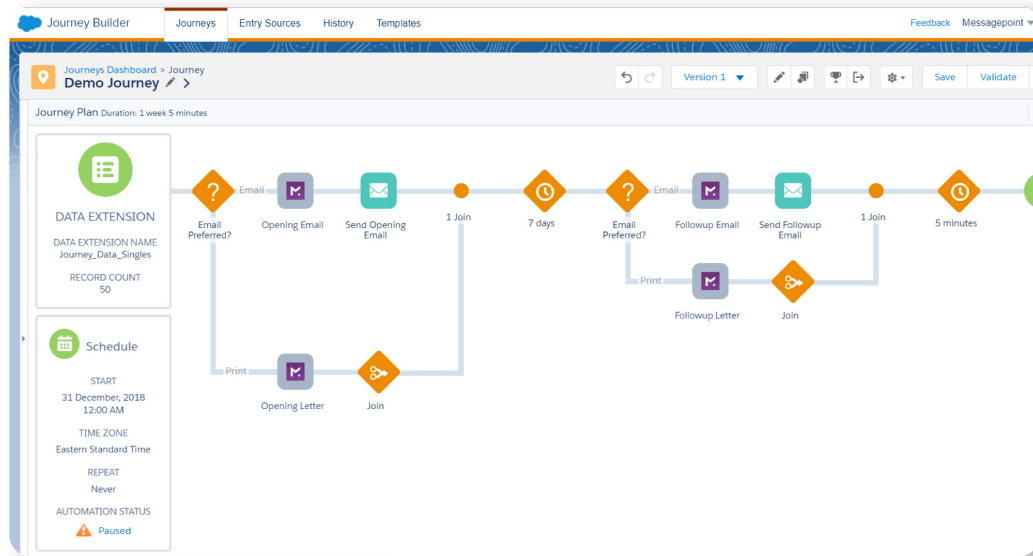 Journey Builder
Journeys
Entry Sources
History
Templates
Feedback
Messagepoint
Journeys Dashboard > Journey
Demo Journey
Version 1
Save
Validate
Journey Plan Duration: 1 week 5 minutes
DATA EXTENSION
DATA EXTENSION NAME
Journey_Data_Singles
RECORD COUNT
50
Schedule
START
31 December, 2018
12:00 AM
TIME ZONE
Eastern Standard Time
REPEAT
Never
AUTOMATION STATUS
Paused
?
Email
Preferred?
Email
M.
Opening Email
Send Opening
Email
1 Join
7 days
?
Email
Preferred?
Email
M.
Followup Email
Send Followup
Email
1 Join
5 minutes
Print
M.
Followup Letter
Join
Print
M.
Opening Letter
Join